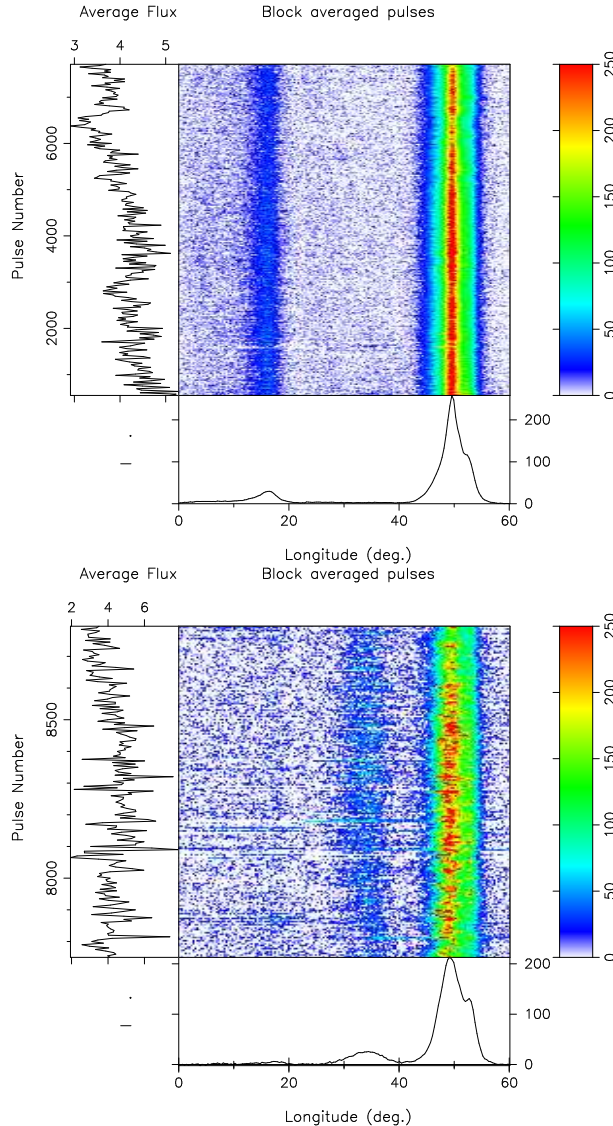 Average Flux Block averaged pulses
3 4 5
Pulse Number
6000
4000
2000
250
200
150
100
50
0
200
100
0
0 20 40 60
Longitude (deg.)
Average Flux Block averaged pulses
2 4 6
Pulse Number
8500
8000
250
200
150
100
50
0
200
100
0
0 20 40 60
Longitude (deg.)